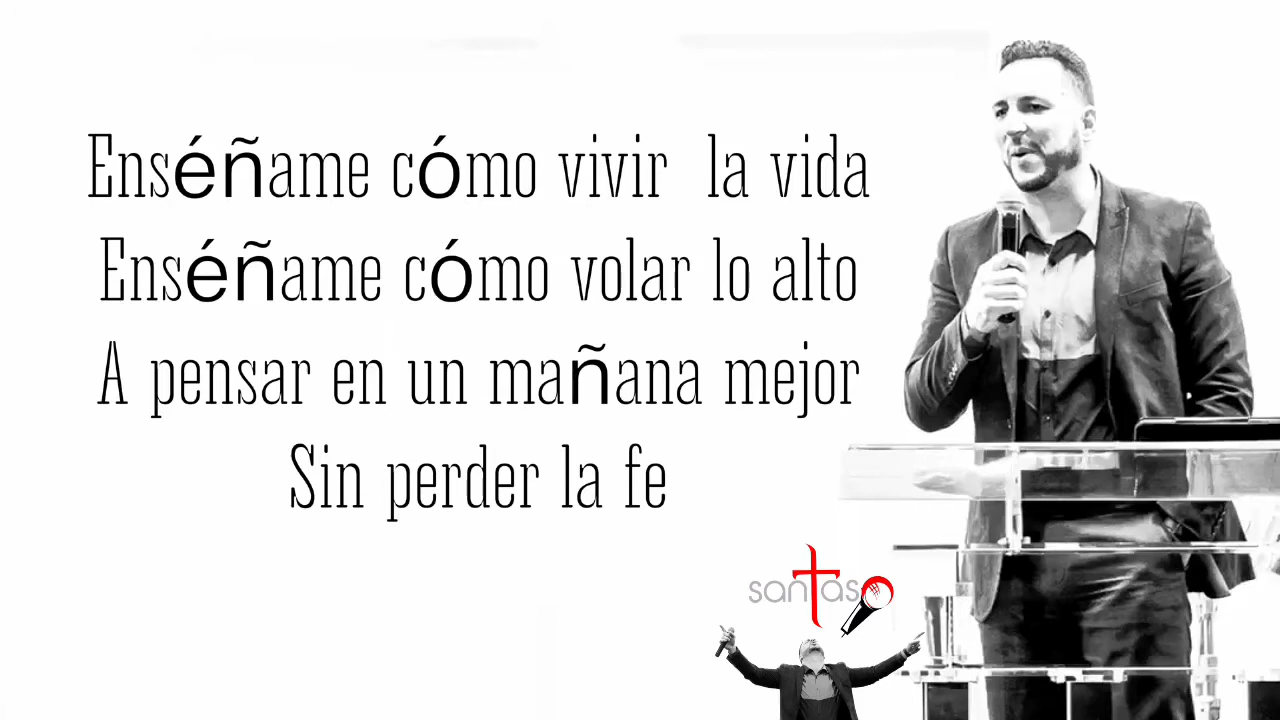 Enséñame cómo vivir la vida
Enséñame cómo volar lo alto
A pensar en un mañana mejor
Sin perder la fe
santaso